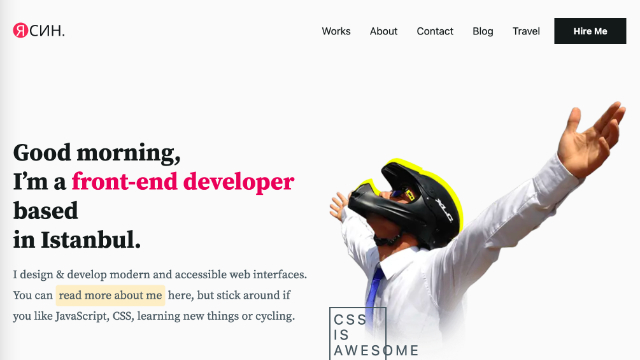 ЯСИН.
Works About Contact Blog Travel Hire Me
Good morning,
I'm a front-end developer
based
in Istanbul.
I design & develop modern and accessible web interfaces.
You can read more about me here, but stick around if
you like JavaScript, CSS, learning new things or cycling.
XLC
CSS
IS
AWESOME